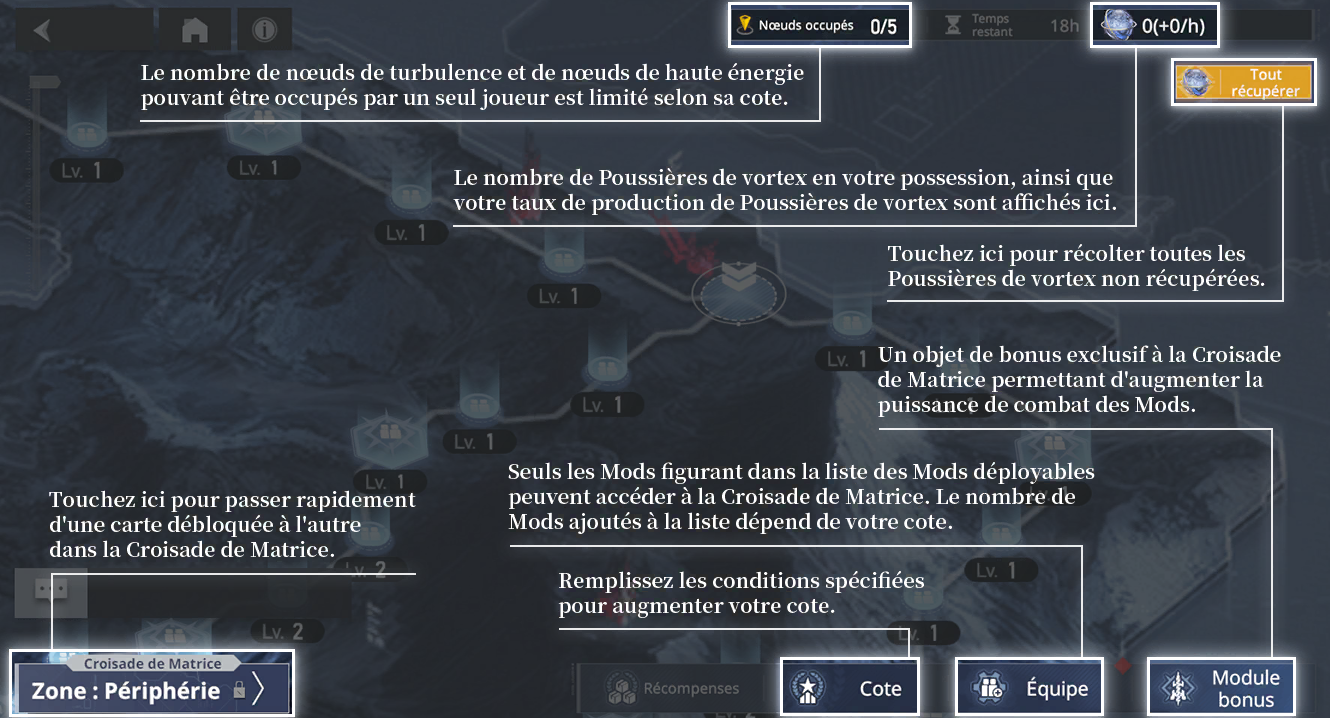 Nœuds occupés 0/5
Temps
restant 18h
0(+0/h)
Le nombre de nœuds de turbulence et de nœuds de haute énergie
pouvant être occupés par un seul joueur est limité selon sa cote.
Tout
récupérer
Lv. 1
Lv. 1
Le nombre de Poussières de vortex en votre possession, ainsi que
votre taux de production de Poussières de vortex sont affichés ici.
Lv. 1
Touchez ici pour récolter toutes les
Poussières de vortex non récupérées.
Lv. 1
Lv. 1
Un objet de bonus exclusif à la Croisade
de Matrice permettant d'augmenter la
puissance de combat des Mods.
Lv. 1
Lv. 1
Seuls les Mods figurant dans la liste des Mods déployables
peuvent accéder à la Croisade de Matrice. Le nombre de
Mods ajoutés à la liste dépend de votre cote.
Lv. 1
Touchez ici pour passer rapidement
d'une carte débloquée à l'autre
dans la Croisade de Matrice.
Lv. 2
Lv. 1
Remplissez les conditions spécifiées
pour augmenter votre cote.
Lv. 2
Lv. 1
Croisade de Matrice
Zone : Périphérie
Récompenses
Cote
Équipe
Module
bonus